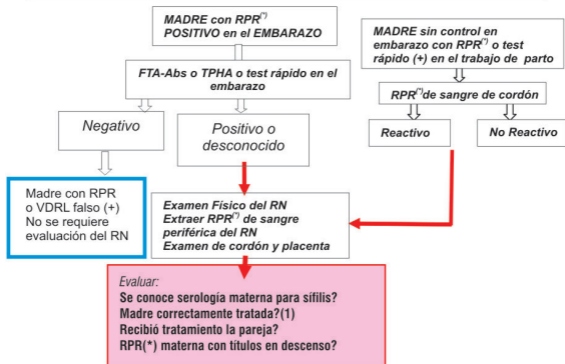 MADRE con RPR(*)
POSITIVO en el EMBARAZO
MADRE sin control en
embarazo con RPR(*) o test
rápido (+) en el trabajo de parto
FTA-Abs o TPHA o test rápido en el
embarazo
RPR(*)de sangre de cordón
Negativo
Positivo o
desconocido
Reactivo
No Reactivo
Madre con RPR
o VDRL falso (+)
No se requiere
evaluación del RN
Examen Físico del RN
Extraer RPR(*) de sangre
periférica del RN
Examen de cordón y placenta
Evaluar:
Se conoce serología materna para sífilis?
Madre correctamente tratada?(1)
Recibió tratamiento la pareja?
RPR(*) materna con títulos en descenso?